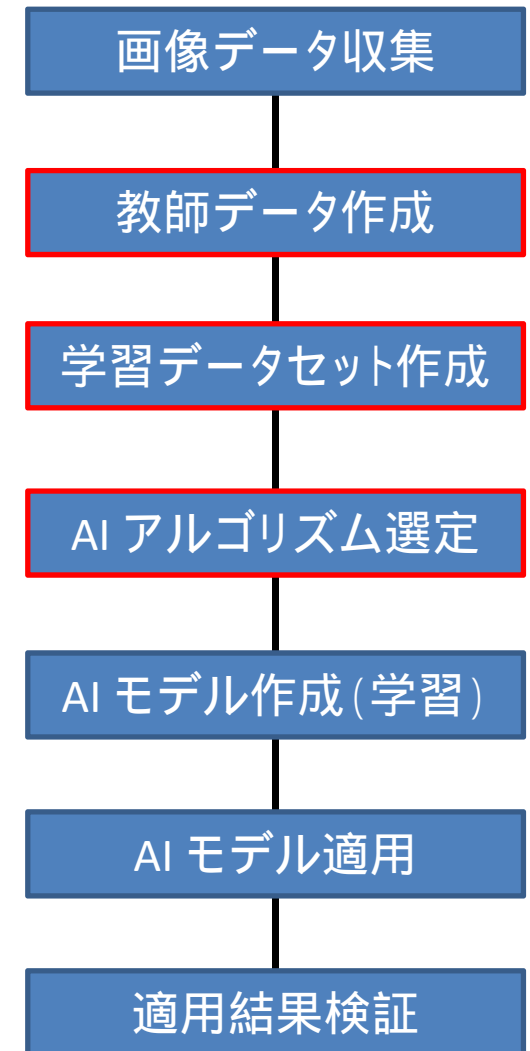 画像データ収集
教師データ作成
学習データセット作成
AI アルゴリズム選定
AI モデル作成(学習)
AI モデル適用
適用結果検証